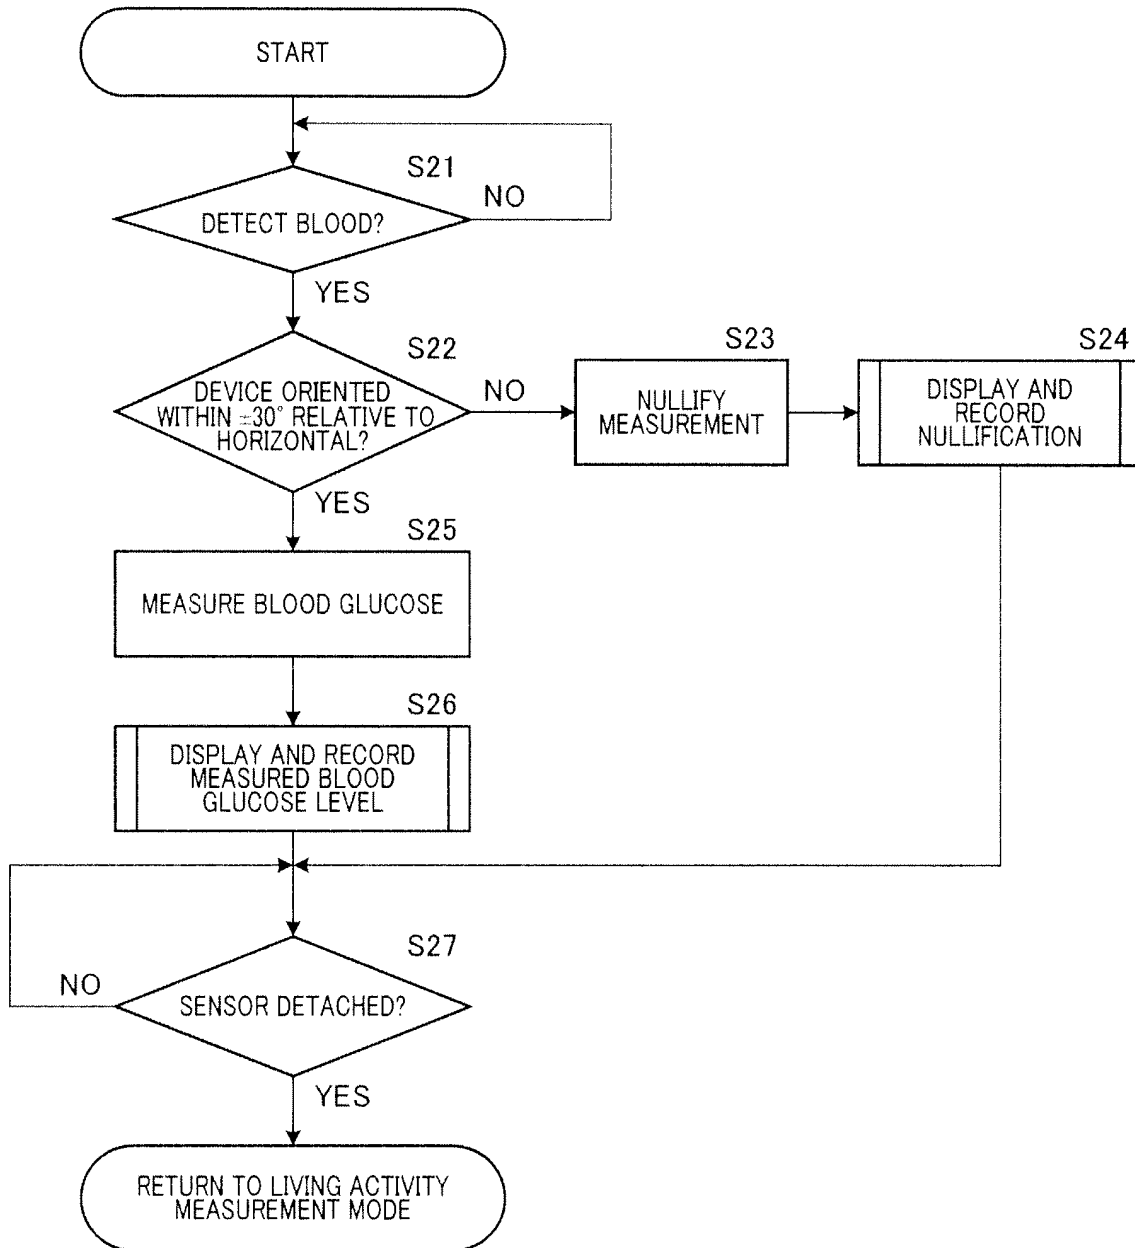 START
S21
DETECT BLOOD?
NO
YES
S22
DEVICE ORIENTED
WITHIN ±30° RELATIVE TO
HORIZONTAL?
NO
S23
NULLIFY
MEASUREMENT
S24
DISPLAY AND
RECORD
NULLIFICATION
YES
S25
MEASURE BLOOD GLUCOSE
S26
DISPLAY AND RECORD
MEASURED BLOOD
GLUCOSE LEVEL
S27
NO
SENSOR DETACHED?
YES
RETURN TO LIVING ACTIVITY
MEASUREMENT MODE